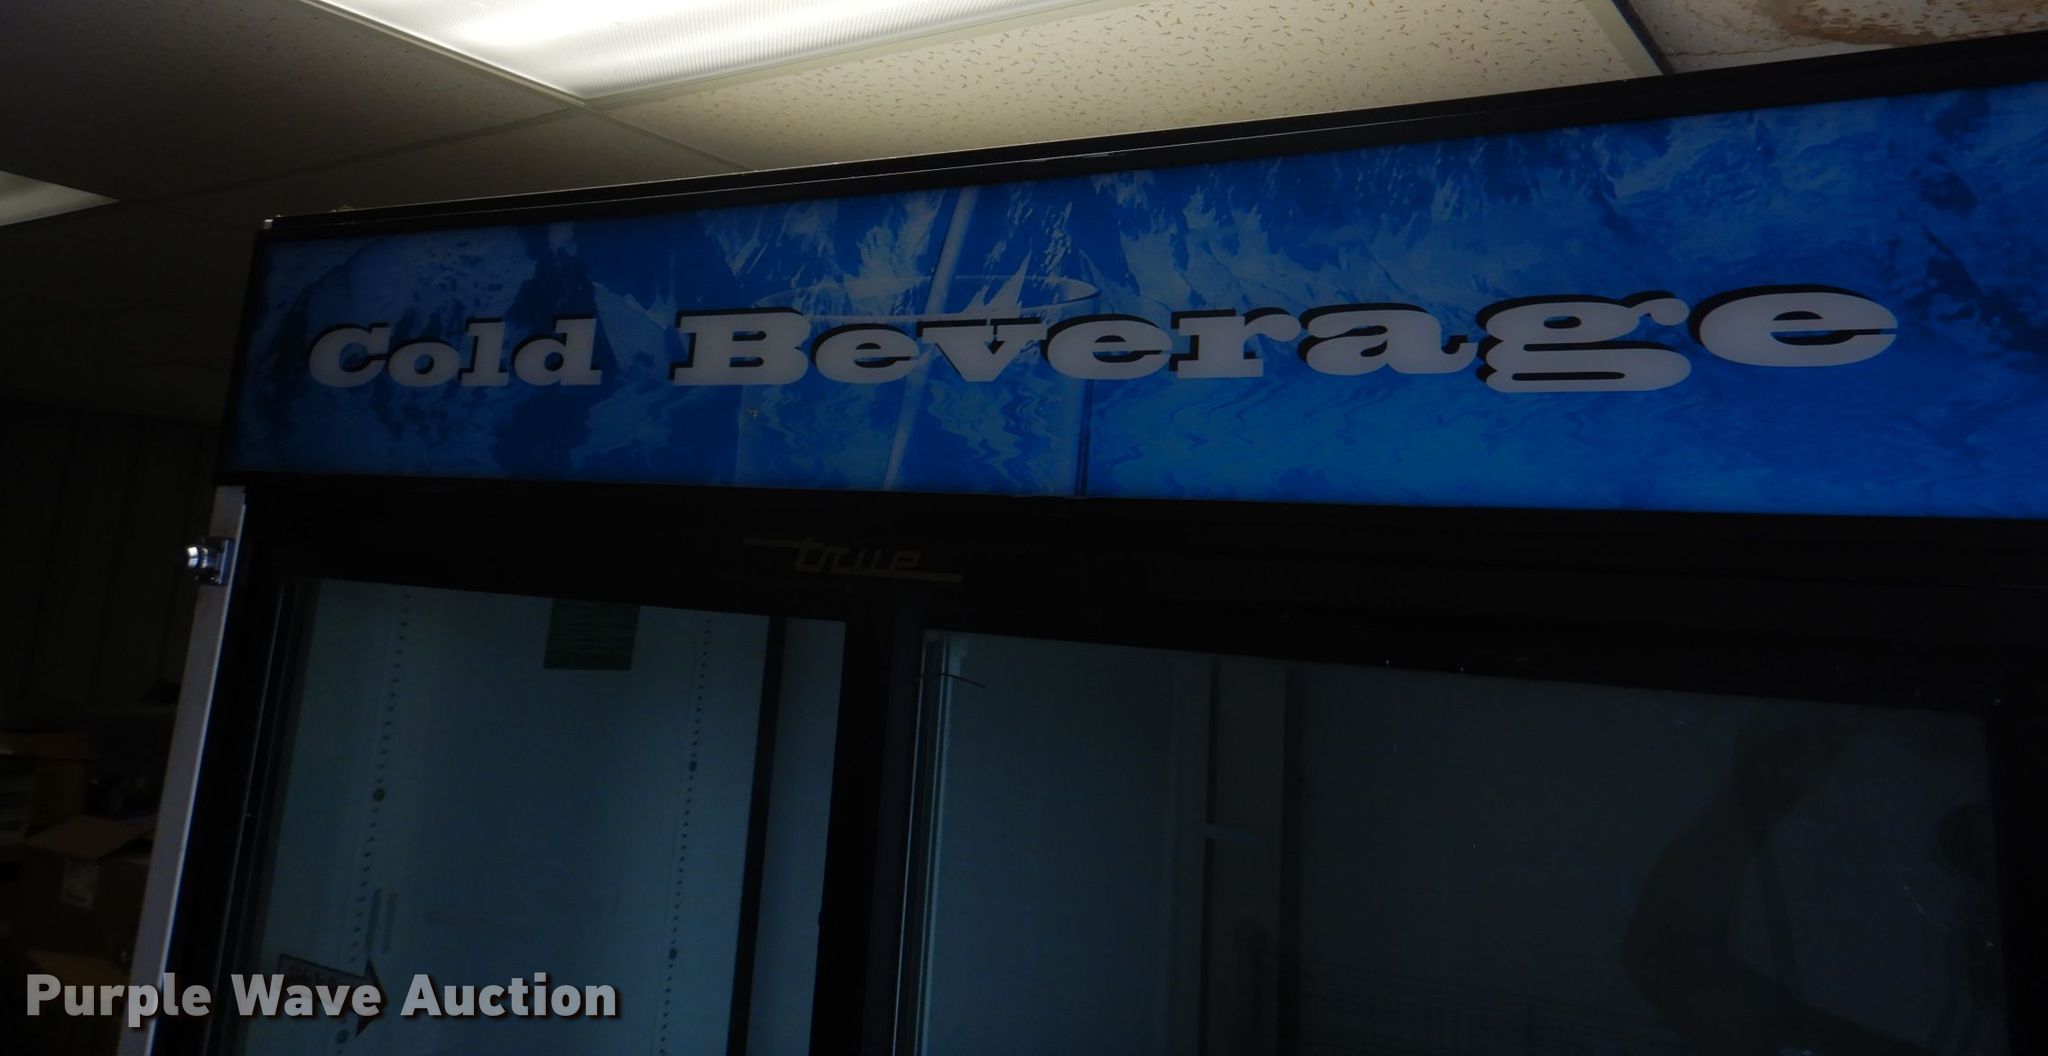 Cold Beverage
true
Purple Wave Auction